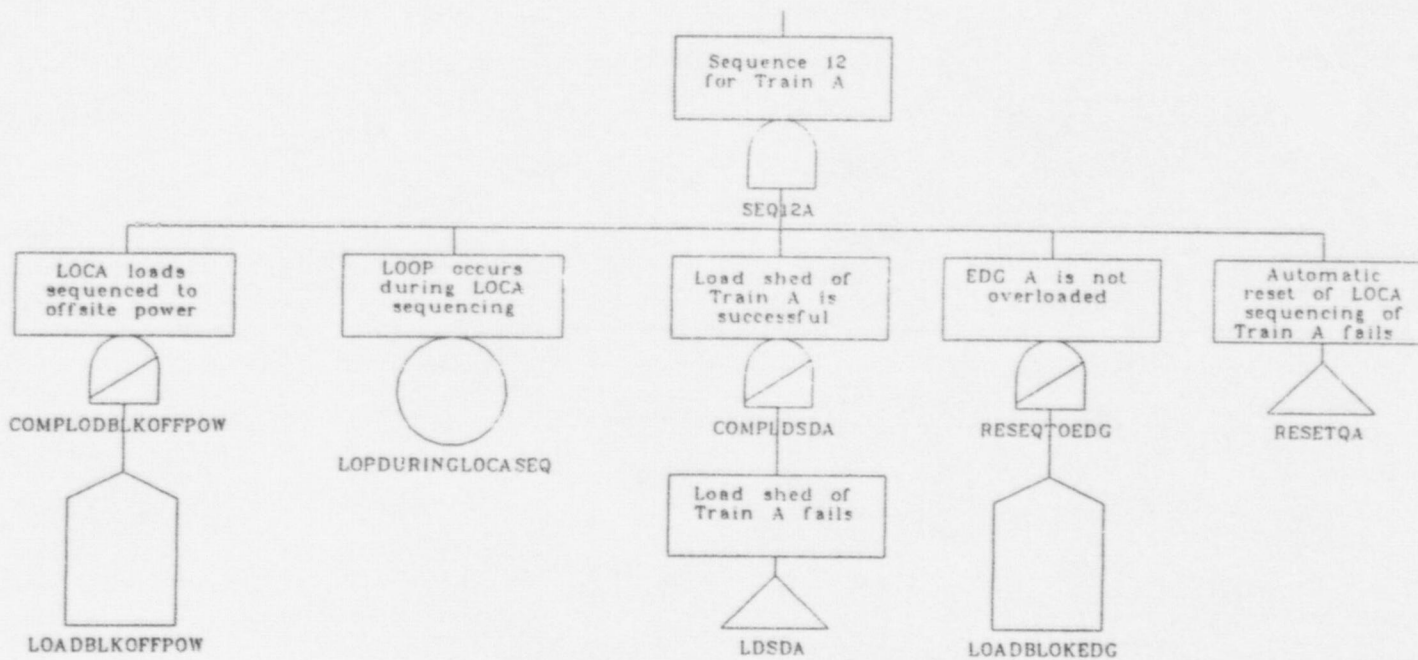 Sequence 12
for Train A
SEQ12A
LOCA loads
sequenced to
offsite power
COMPLODBLKOFFPOW
LOADBLKOFFPOW
LOOP occurs
during LOCA
sequencing
LOPDURINGLOCASEQ
Load shed of
Train A is
successful
COMPLDSDA
Load shed of
Train A fails
LDSDA
EDG A is not
overloaded
RESEQTOEDG
LOADBLOKEDG
Automatic
reset of LOCA
sequencing of
Train A fails
RESETQA